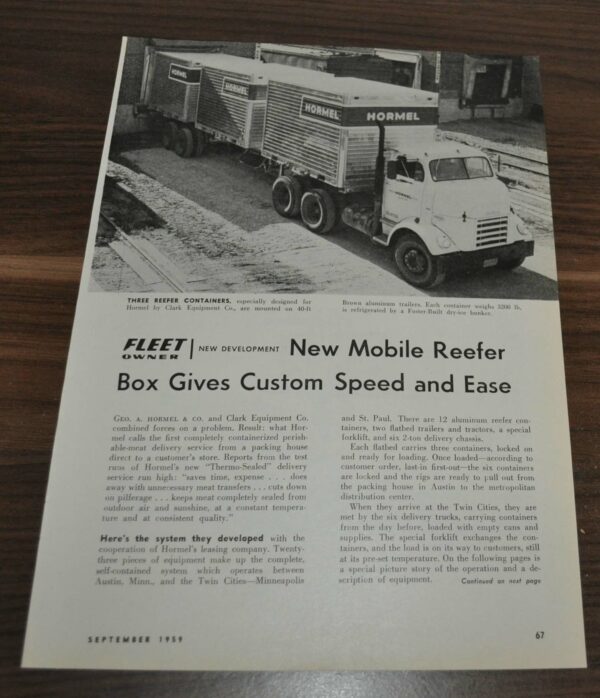 HORMEL
HORMEL
HORMEL
HORMEL
THREE REEFER CONTAINERS, especially designed for
Hormel by Clark Equipment Co., are mounted on 40-ft
Brown aluminum trailers. Each container weighs 3200 lb,
is refrigerated by a Foster-Built dry-ice bunker.
FLEET
OWNER
NEW DEVELOPMENT
New Mobile Reefer
Box Gives Custom Speed and Ease
GEO. A. HORMEL & CO. and Clark Equipment Co.
combined forces on a problem. Result: what Hor-
mel calls the first completely containerized perish-
able-meat delivery service from a packing house
direct to a customer's store. Reports from the test
runs of Hormel's new "Thermo-Sealed" delivery
service run high: "saves time, expense . . . does
away with unnecessary meat transfers . . . cuts down
on pilferage . . . keeps meat completely sealed from
outdoor air and sunshine, at a constant tempera-
ture and at consistent quality."
Here's the system they developed with the
cooperation of Hormel's leasing company. Twenty-
three pieces of equipment make up the complete,
self-contained system which operates between
Austin, Minn., and the Twin Cities—Minneapolis
and St. Paul. There are 12 aluminum reefer con-
tainers, two flatbed trailers and tractors, a special
forklift, and six 2-ton delivery chassis.
Each flatbed carries three containers, locked on
and ready for loading. Once loaded—according to
customer order, last-in first-out—the six containers
are locked and the rigs are ready to pull out from
the packing house in Austin to the metropolitan
distribution center.
When they arrive at the Twin Cities, they are
met by the six delivery trucks, carrying containers
from the day before, loaded with empty cans and
supplies. The special forklift exchanges the con-
tainers, and the load is on its way to customers, still
at its pre-set temperature. On the following pages is
a special picture story of the operation and a de-
scription of equipment.
Continued on next page
SEPTEMBER 1959
67